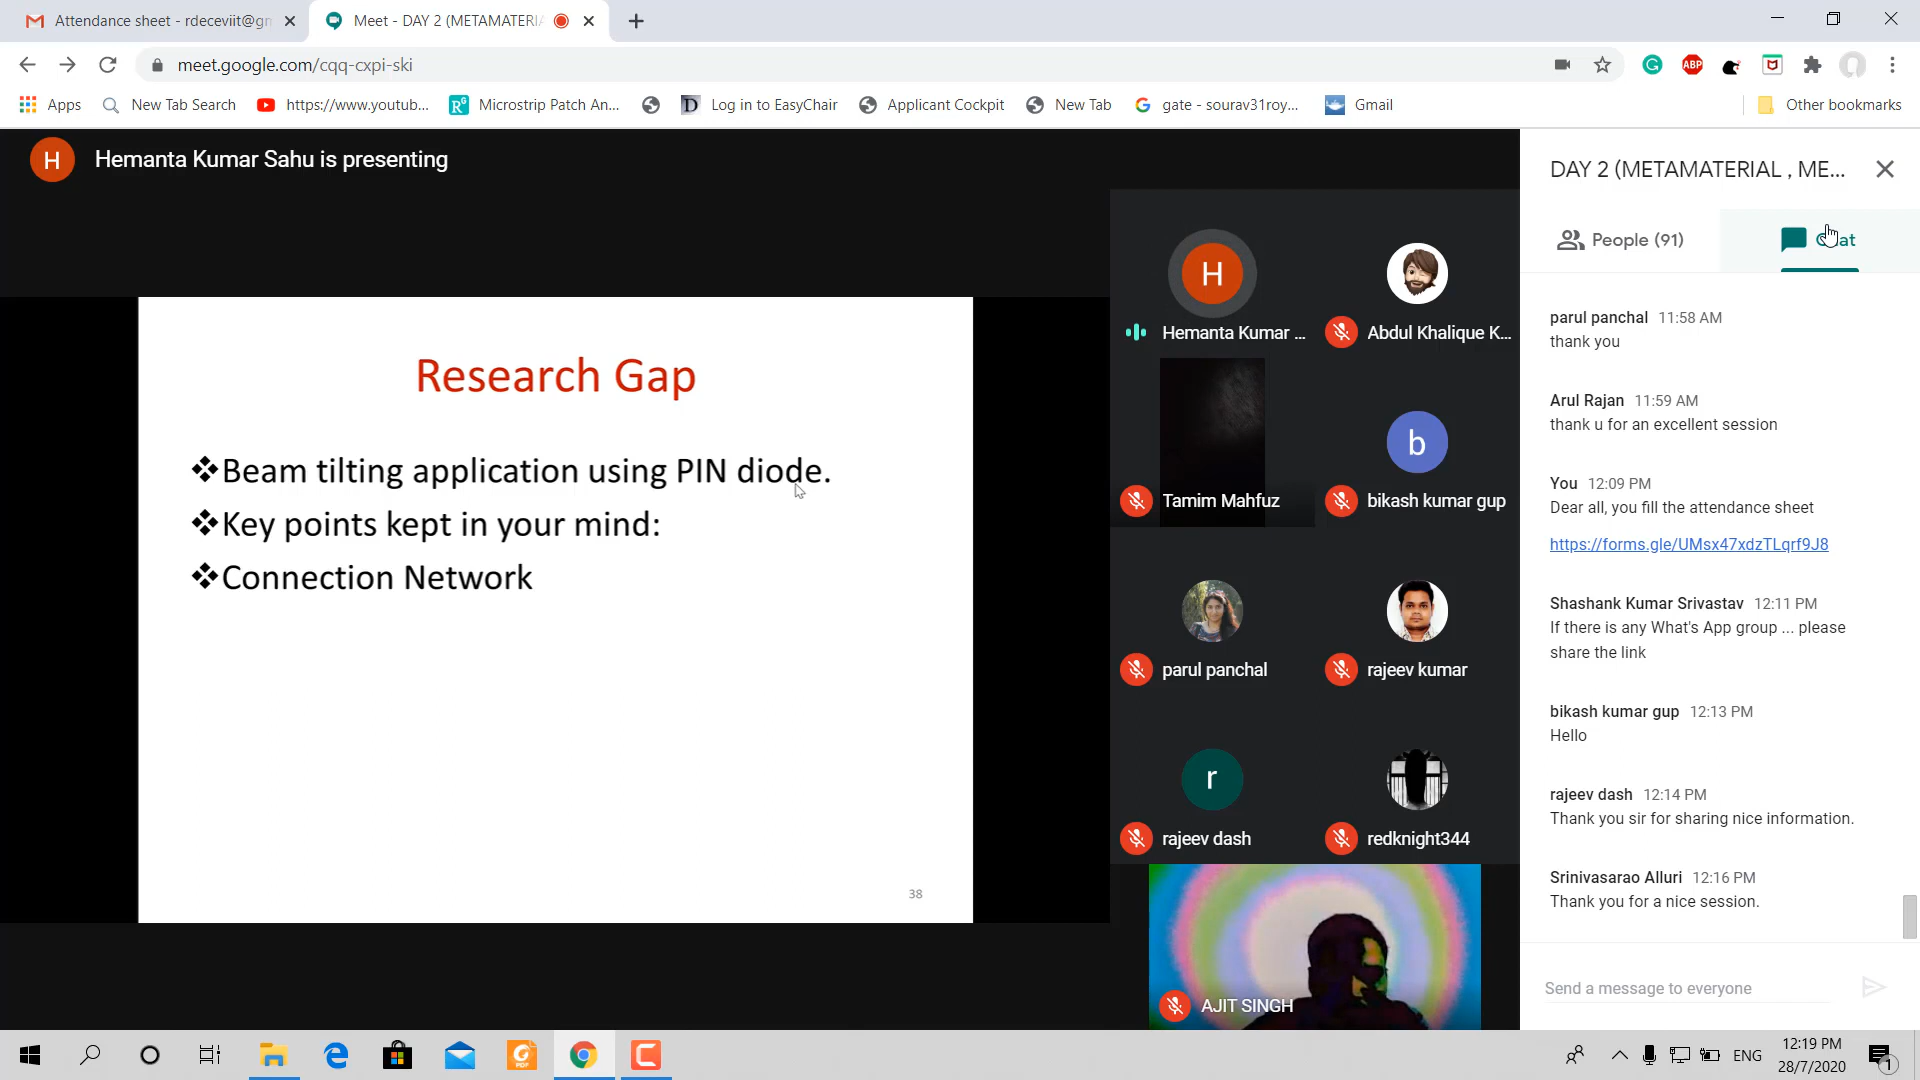 Attendance sheet - rdeceviit@gm
Meet - DAY 2 (METAMATERIA
meet.google.com/cqq-cxpi-ski
ABP
Apps
New Tab Search
https://www.youtub...
Microstrip Patch An...
Log in to EasyChair
Applicant Cockpit
New Tab
gate - sourav31roy...
Gmail
Other bookmarks
H
Hemanta Kumar Sahu is presenting
DAY 2 (METAMATERIAL , ME...
People (91)
Research Gap
❖Beam tilting application using PIN diode.
❖Key points kept in your mind:
❖Connection Network
38
H
Hemanta Kumar ...
Abdul Khalique K...
Tamim Mahfuz
b
bikash kumar gup
parul panchal
rajeev kumar
r
rajeev dash
redknight344
AJIT SINGH
parul panchal 11:58 AM
thank you
Arul Rajan 11:59 AM
thank u for an excellent session
You 12:09 PM
Dear all, you fill the attendance sheet
https://forms.gle/UMsx47xdzTLqrf9J8
Shashank Kumar Srivastav 12:11 PM
If there is any What's App group ... please
share the link
bikash kumar gup 12:13 PM
Hello
rajeev dash 12:14 PM
Thank you sir for sharing nice information.
Srinivasarao Alluri 12:16 PM
Thank you for a nice session.
Send a message to everyone
PDF
ENG
12:19 PM
28/7/2020
1